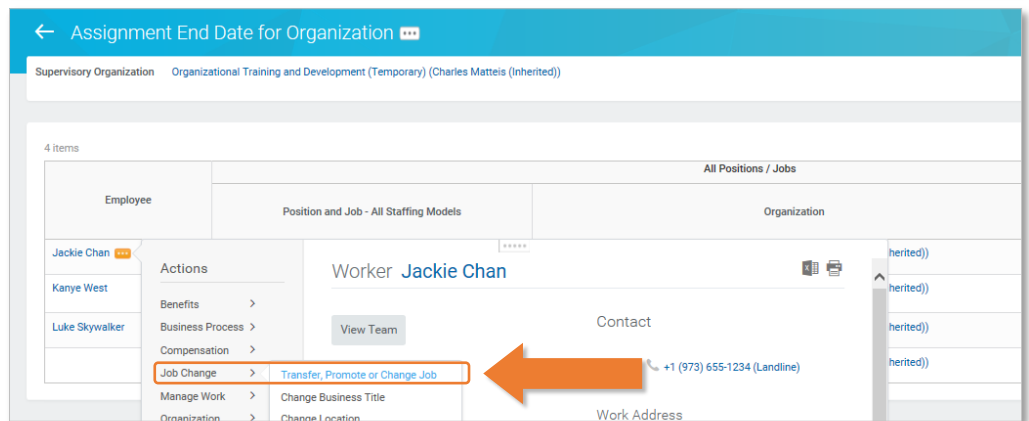 Assignment End Date for Organization
Supervisory Organization Organizational Training and Development (Temporary) (Charles Matteis (Inherited))
4 items
All Positions / Jobs
Employee
Position and Job - All Staffing Models
Organization
Jackie Chan
herited))
Kanye West
herited))
Luke Skywalker
herited))
herited))
Actions
Benefits
Business Process
Compensation
Job Change
Manage Work
Organization
Transfer, Promote or Change Job
Change Business Title
Change Location
Worker Jackie Chan
View Team
Contact
+1 (973) 655-1234 (Landline)
Work Address